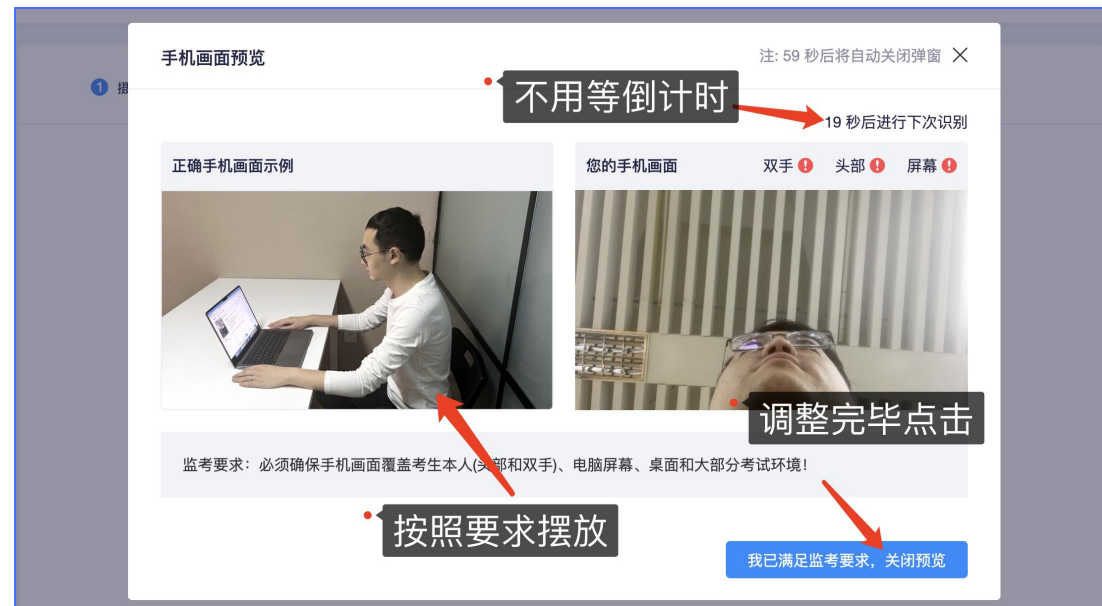 手机画面预览
注: 59 秒后将自动关闭弹窗
1 摄
不用等倒计时
19 秒后进行下次识别
正确手机画面示例
您的手机画面 双手 头部 屏幕
调整完毕点击
监考要求：必须确保手机画面覆盖考生本人(头部和双手)、电脑屏幕、桌面和大部分考试环境！
按照要求摆放
我已满足监考要求，关闭预览